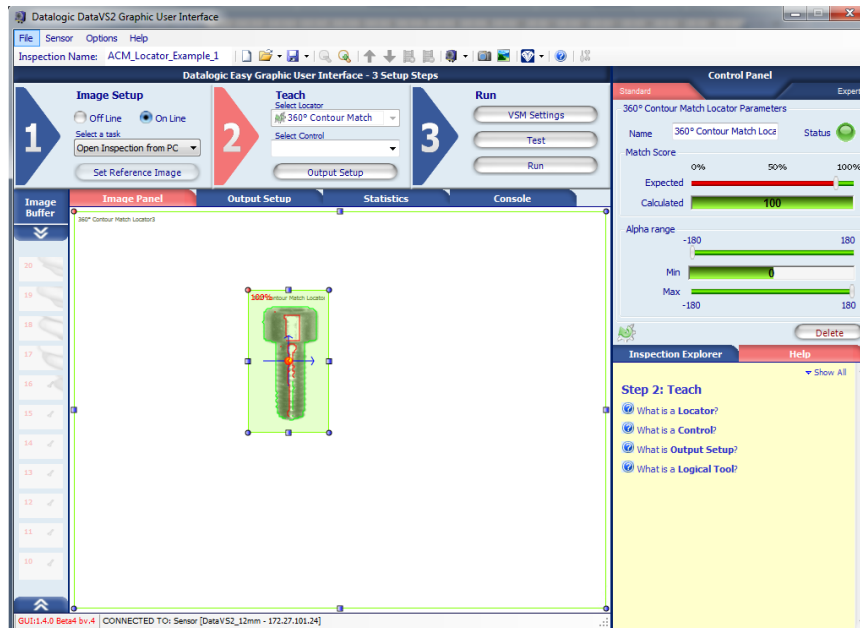 Datalogic DataVS2 Graphic User Interface
File Sensor Options Help
Inspection Name: ACM_Locator_Example_1
Datalogic Easy Graphic User Interface - 3 Setup Steps
1
Image Setup
Off Line On Line
Select a task
Open Inspection from PC
Set Reference Image
2
Teach
Select Locator
360° Contour Match
Select Control
Output Setup
3
Run
VSM Settings
Test
Run
Control Panel
Standard Expert
360° Contour Match Locator Parameters
Name 360° Contour Match Loca Status
Match Score
0% 50% 100%
Expected
Calculated 100
Alpha range
-180 180
Min 0
Max
-180 180
Delete
Image Buffer
Image Panel Output Setup Statistics Console
360° Contour Match Locator3
100%
Contour Match Locator
20
19
18
17
16
15
14
13
12
11
10
Inspection Explorer Help
Show All
Step 2: Teach
What is a Locator?
What is a Control?
What is Output Setup?
What is a Logical Tool?
GUI:1.4.0 Beta4 bv.4 CONNECTED TO: Sensor [DataVS2_12mm - 172.27.101.24]